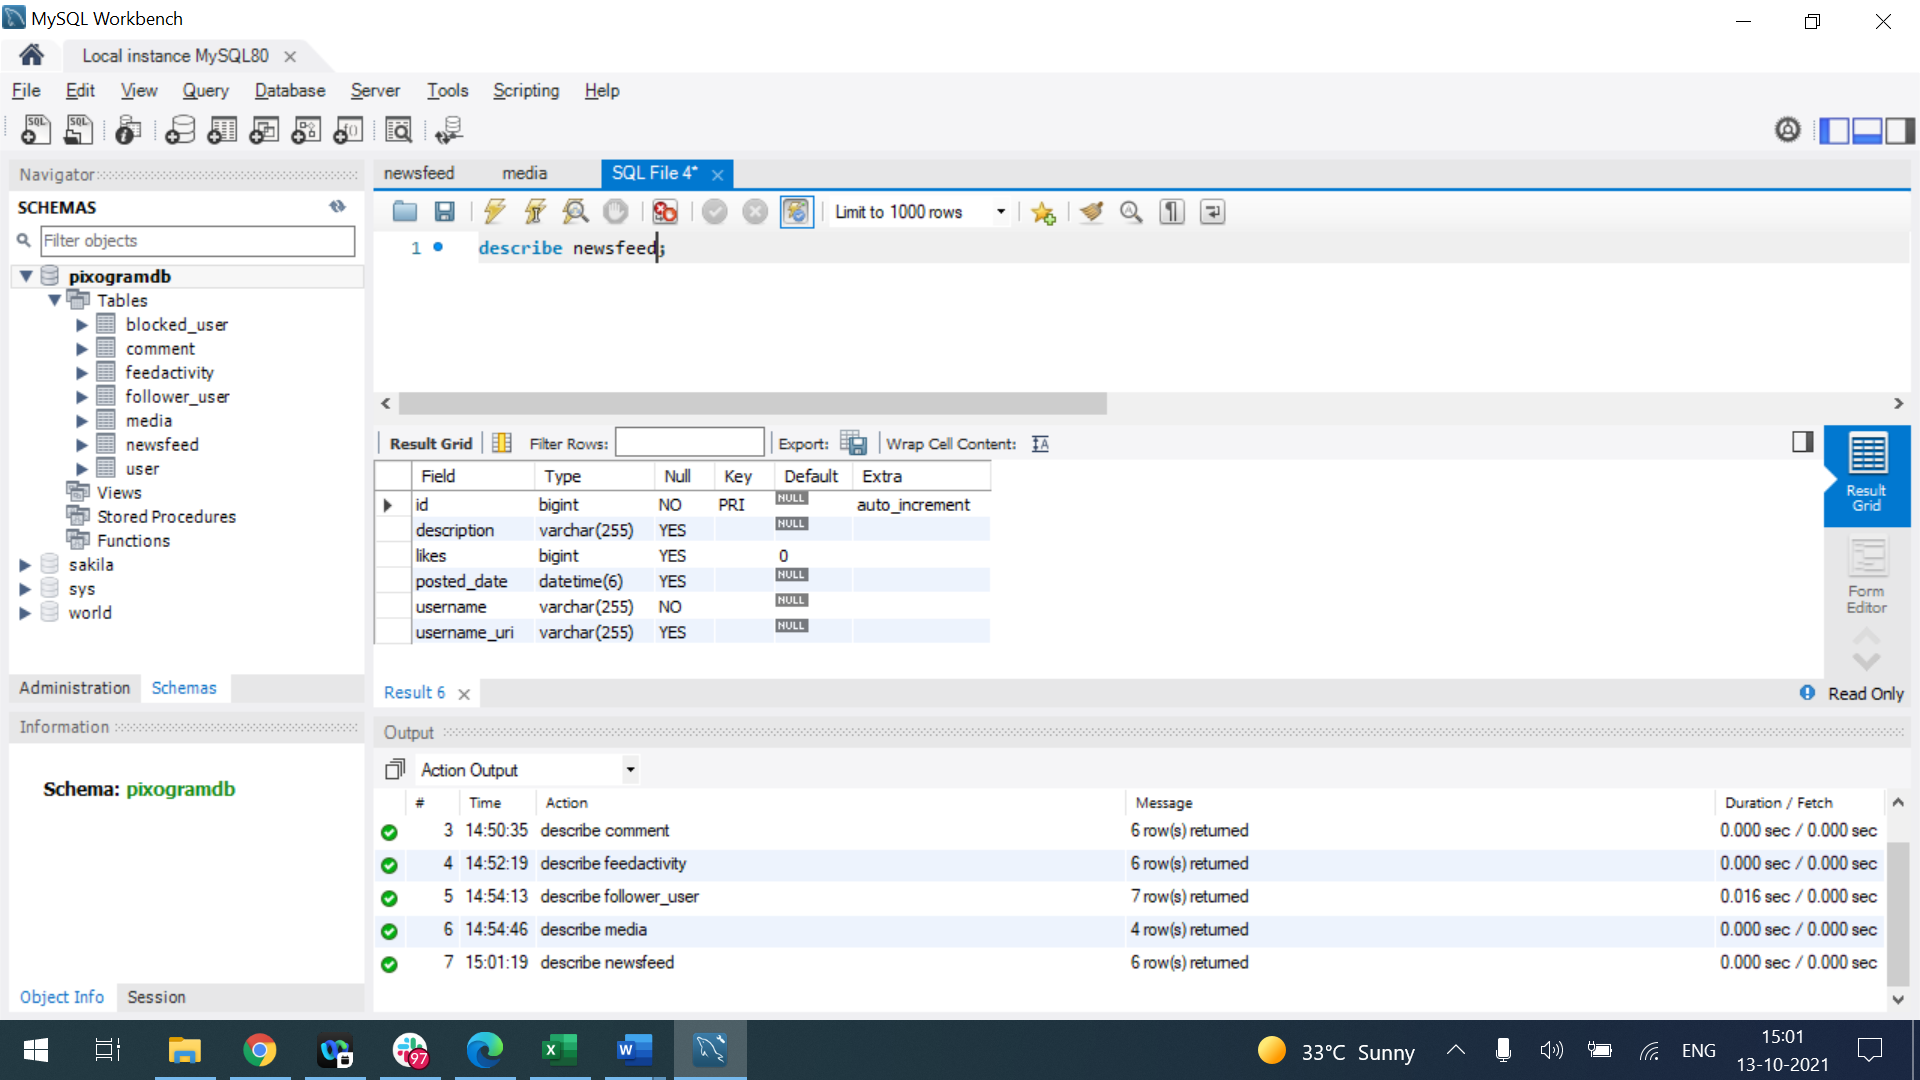 MySQL Workbench
Local instance MySQL80
File Edit View Query Database Server Tools Scripting Help
SQL SQL
Navigator
SCHEMAS
Filter objects
pixogramdb
Tables
blocked_user
comment
feedactivity
follower_user
media
newsfeed
user
Views
Stored Procedures
Functions
sakila
sys
world
Administration Schemas
Information
Schema: pixogramdb
Object Info Session
newsfeed media SQL File 4*
Limit to 1000 rows
1 describe newsfeed;
Result Grid Filter Rows: Export: Wrap Cell Content: IA
Field Type Null Key Default Extra
id bigint NO PRI NULL auto_increment
description varchar(255) YES NULL
likes bigint YES 0
posted_date datetime(6) YES NULL
username varchar(255) NO NULL
username_uri varchar(255) YES NULL
Result Grid
Form Editor
Result 6 Read Only
Output
Action Output
# Time Action Message Duration / Fetch
3 14:50:35 describe comment 6 row(s) returned 0.000 sec / 0.000 sec
4 14:52:19 describe feedactivity 6 row(s) returned 0.000 sec / 0.000 sec
5 14:54:13 describe follower_user 7 row(s) returned 0.016 sec / 0.000 sec
6 14:54:46 describe media 4 row(s) returned 0.000 sec / 0.000 sec
7 15:01:19 describe newsfeed 6 row(s) returned 0.000 sec / 0.000 sec
97
33°C Sunny ENG 15:01
13-10-2021